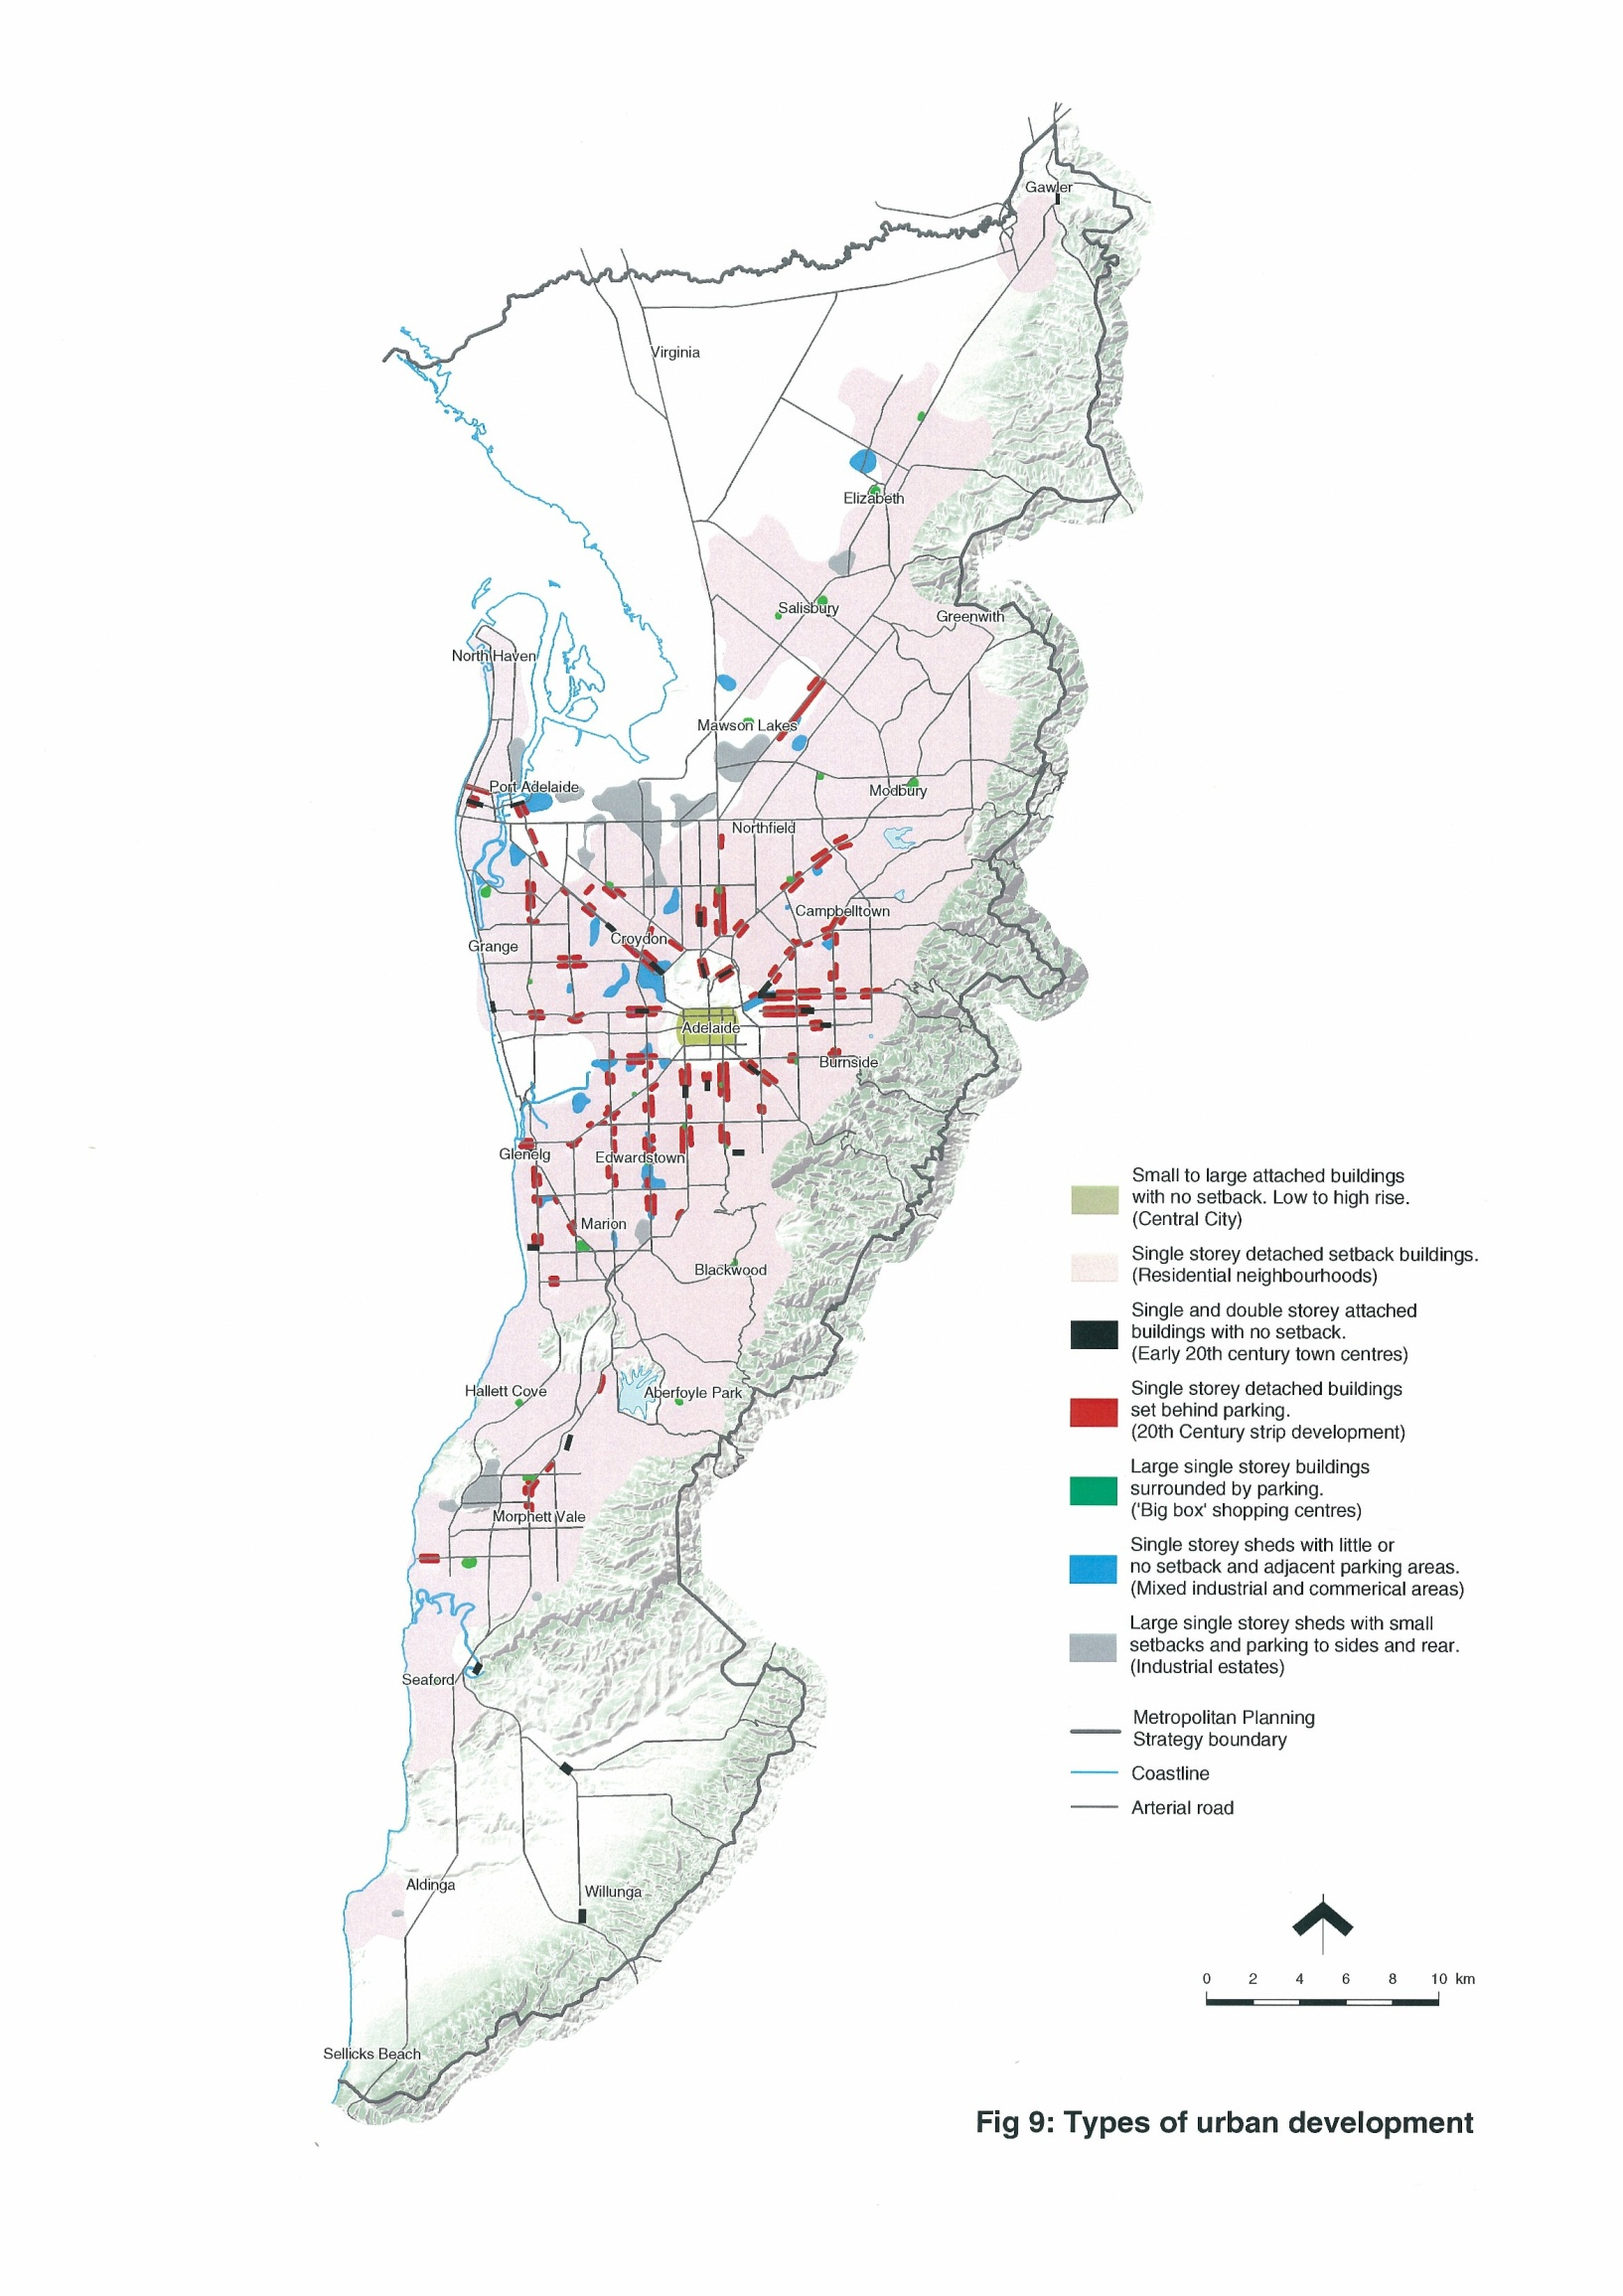 Gawler
Virginia
Elizabeth
Salisbury
Greenwith
North Haven
Mawson Lakes
Port Adelaide
Modbury
Northfield
Campbelltown
Croydon
Grange
Adelaide
Burnside
Glenelg
Edwardstown
Marion
Blackwood
Hallett Cove
Aberfoyle Park
Morphett Vale
Seaford
Aldinga
Willunga
Sellicks Beach
Small to large attached buildings
with no setback. Low to high rise.
(Central City)
Single storey detached setback buildings.
(Residential neighbourhoods)
Single and double storey attached
buildings with no setback.
(Early 20th century town centres)
Single storey detached buildings
set behind parking.
(20th Century strip development)
Large single storey buildings
surrounded by parking.
('Big box' shopping centres)
Single storey sheds with little or
no setback and adjacent parking areas.
(Mixed industrial and commerical areas)
Large single storey sheds with small
setbacks and parking to sides and rear.
(Industrial estates)
Metropolitan Planning
Strategy boundary
Coastline
Arterial road
0 2 4 6 8 10 km
Fig 9: Types of urban development